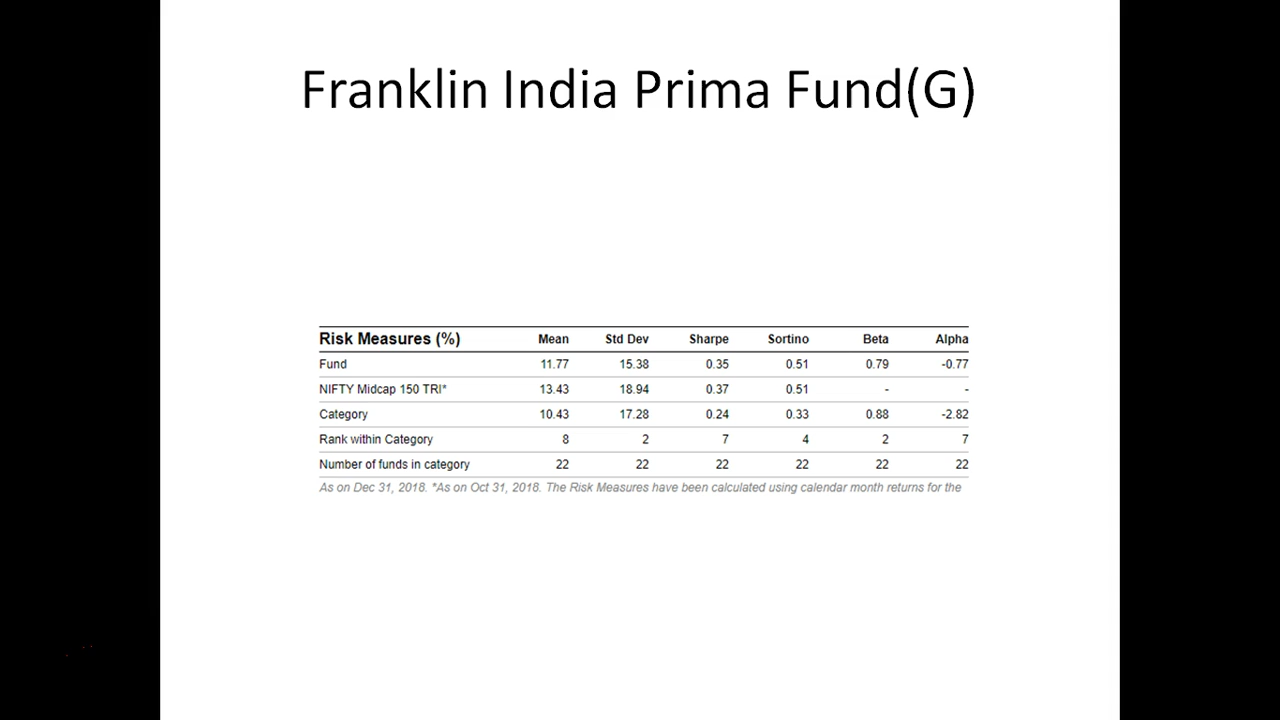 Franklin India Prima Fund(G)
Risk Measures (%) Mean Std Dev Sharpe Sortino Beta Alpha
Fund 11.77 15.38 0.35 0.51 0.79 -0.77
NIFTY Midcap 150 TRI* 13.43 18.94 0.37 0.51 - -
Category 10.43 17.28 0.24 0.33 0.88 -2.82
Rank within Category 8 2 7 4 2 7
Number of funds in category 22 22 22 22 22 22
As on Dec 31, 2018. *As on Oct 31, 2018. The Risk Measures have been calculated using calendar month returns for the